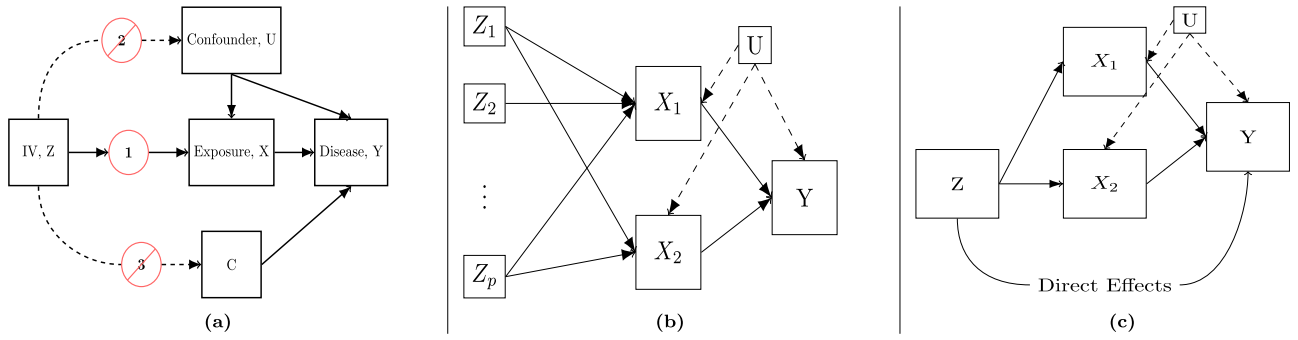 2
Confounder, U
IV, Z
1
Exposure, X
Disease, Y
3
C
(a)
Z₁
Z₂
⋮
Zₚ
X₁
X₂
U
Y
(b)
U
X₁
X₂
Z
Y
Direct Effects
(c)